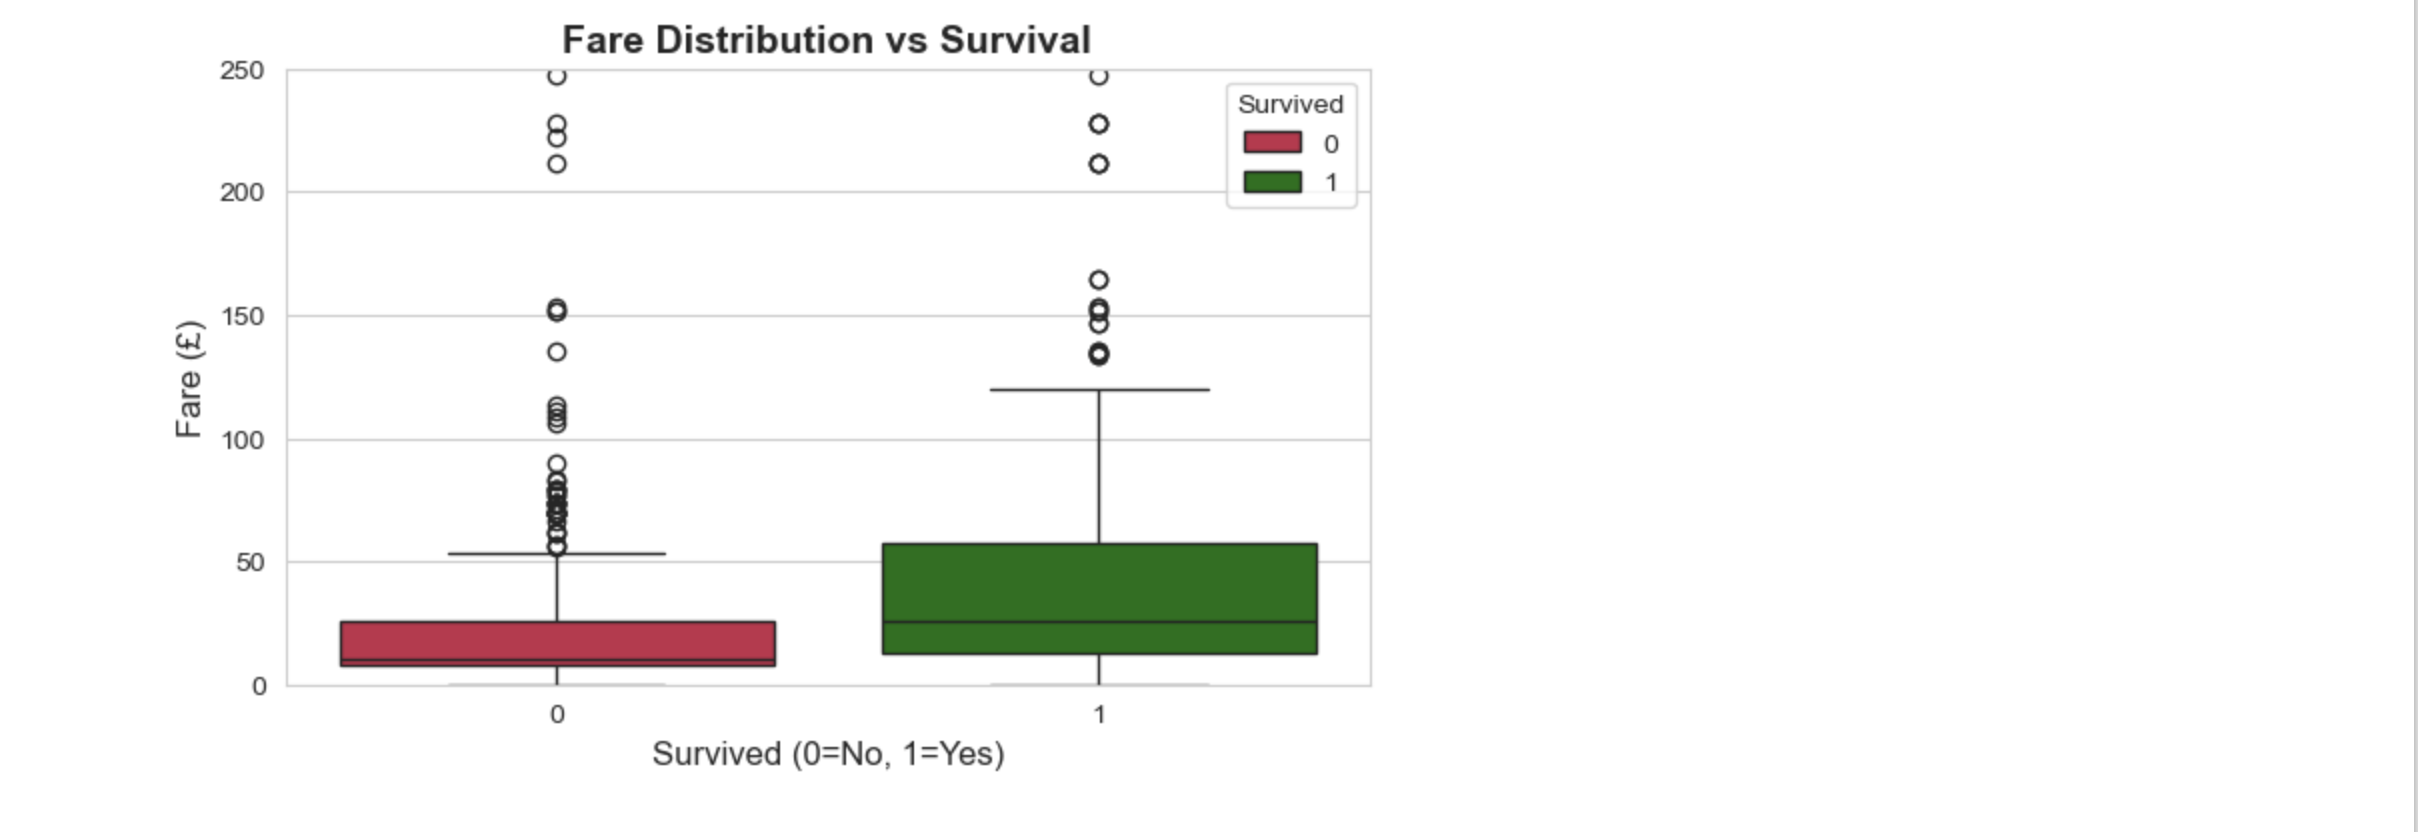 Fare Distribution vs Survival
250
200
150
100
50
0
Fare (£)
Survived
0
1
0
1
Survived (0=No, 1=Yes)